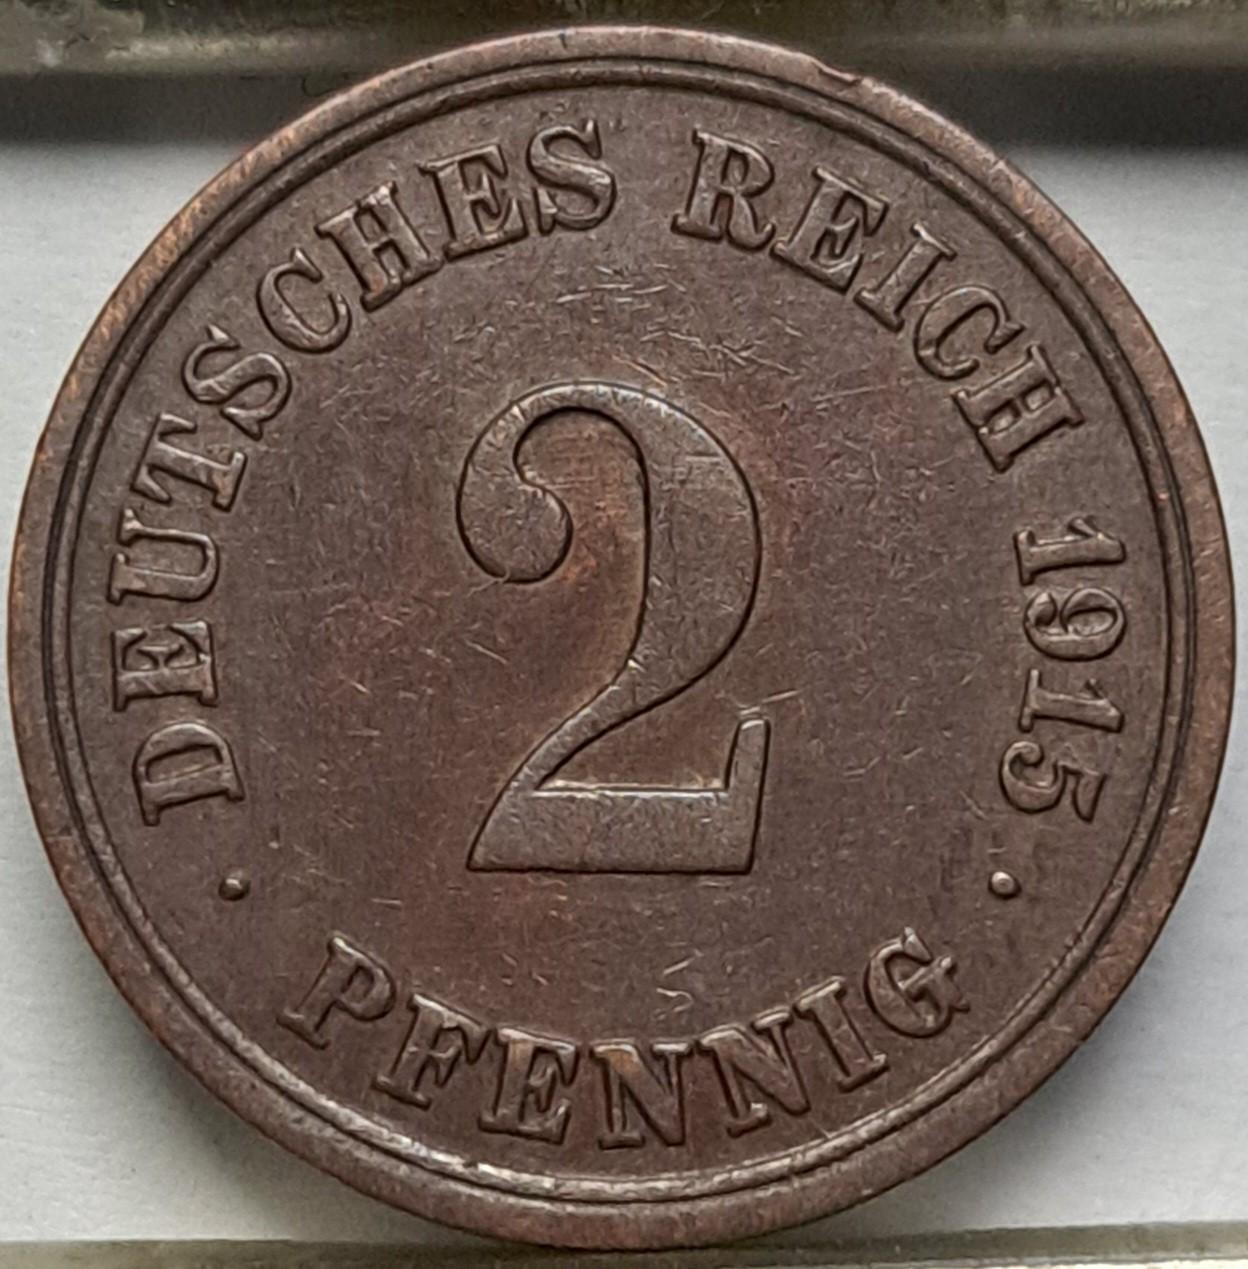 DEUTSCHES REICH 1915
2
PFENNIG